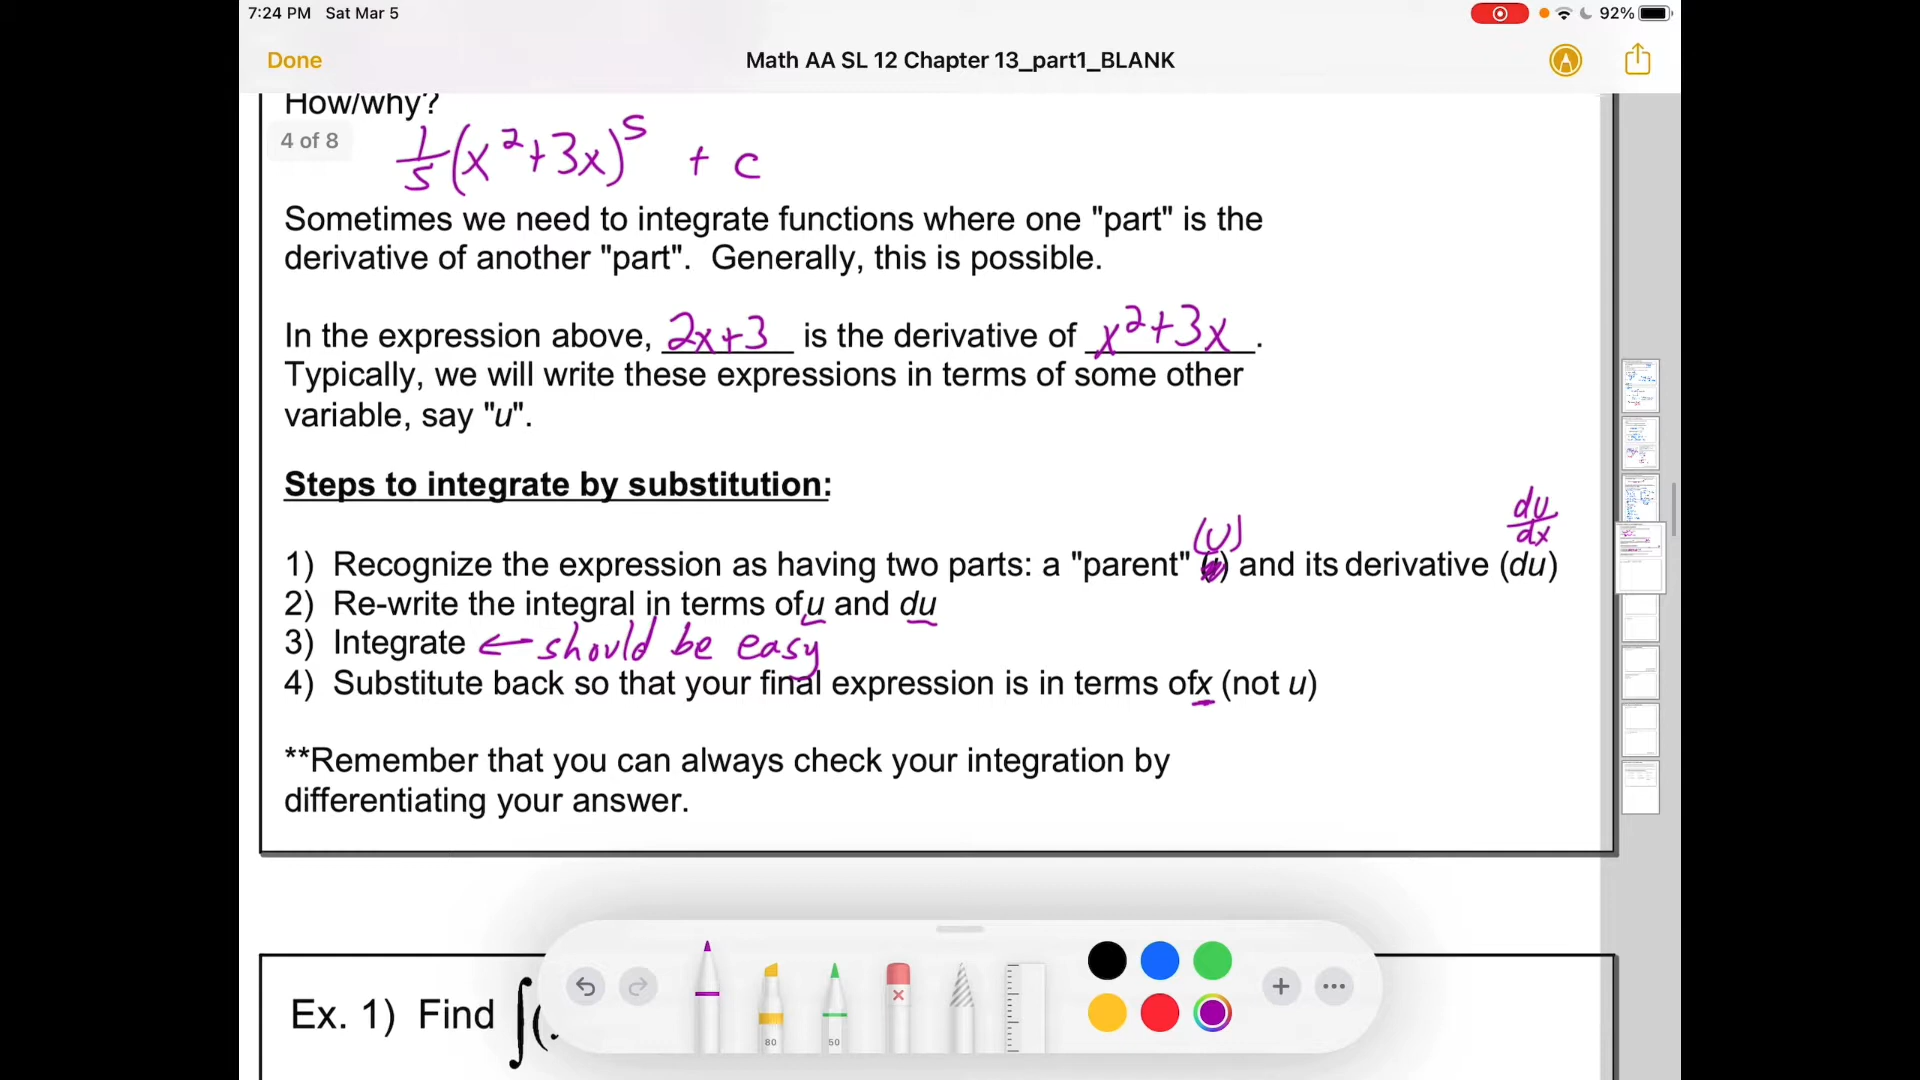 7:24 PM Sat Mar 5
92%
Done
Math AA SL 12 Chapter 13_part1_BLANK
How/why?
4 of 8
1/5 (x²+3x)⁵ + c
Sometimes we need to integrate functions where one "part" is the
derivative of another "part". Generally, this is possible.
In the expression above, 2x+3 is the derivative of x²+3x.
Typically, we will write these expressions in terms of some other
variable, say "u".
Steps to integrate by substitution:
(u)
du/dx
1) Recognize the expression as having two parts: a "parent" and its derivative (du)
2) Re-write the integral in terms of u and du
3) Integrate ← should be easy
4) Substitute back so that your final expression is in terms of x (not u)
**Remember that you can always check your integration by
differentiating your answer.
Ex. 1) Find ∫(
80
50